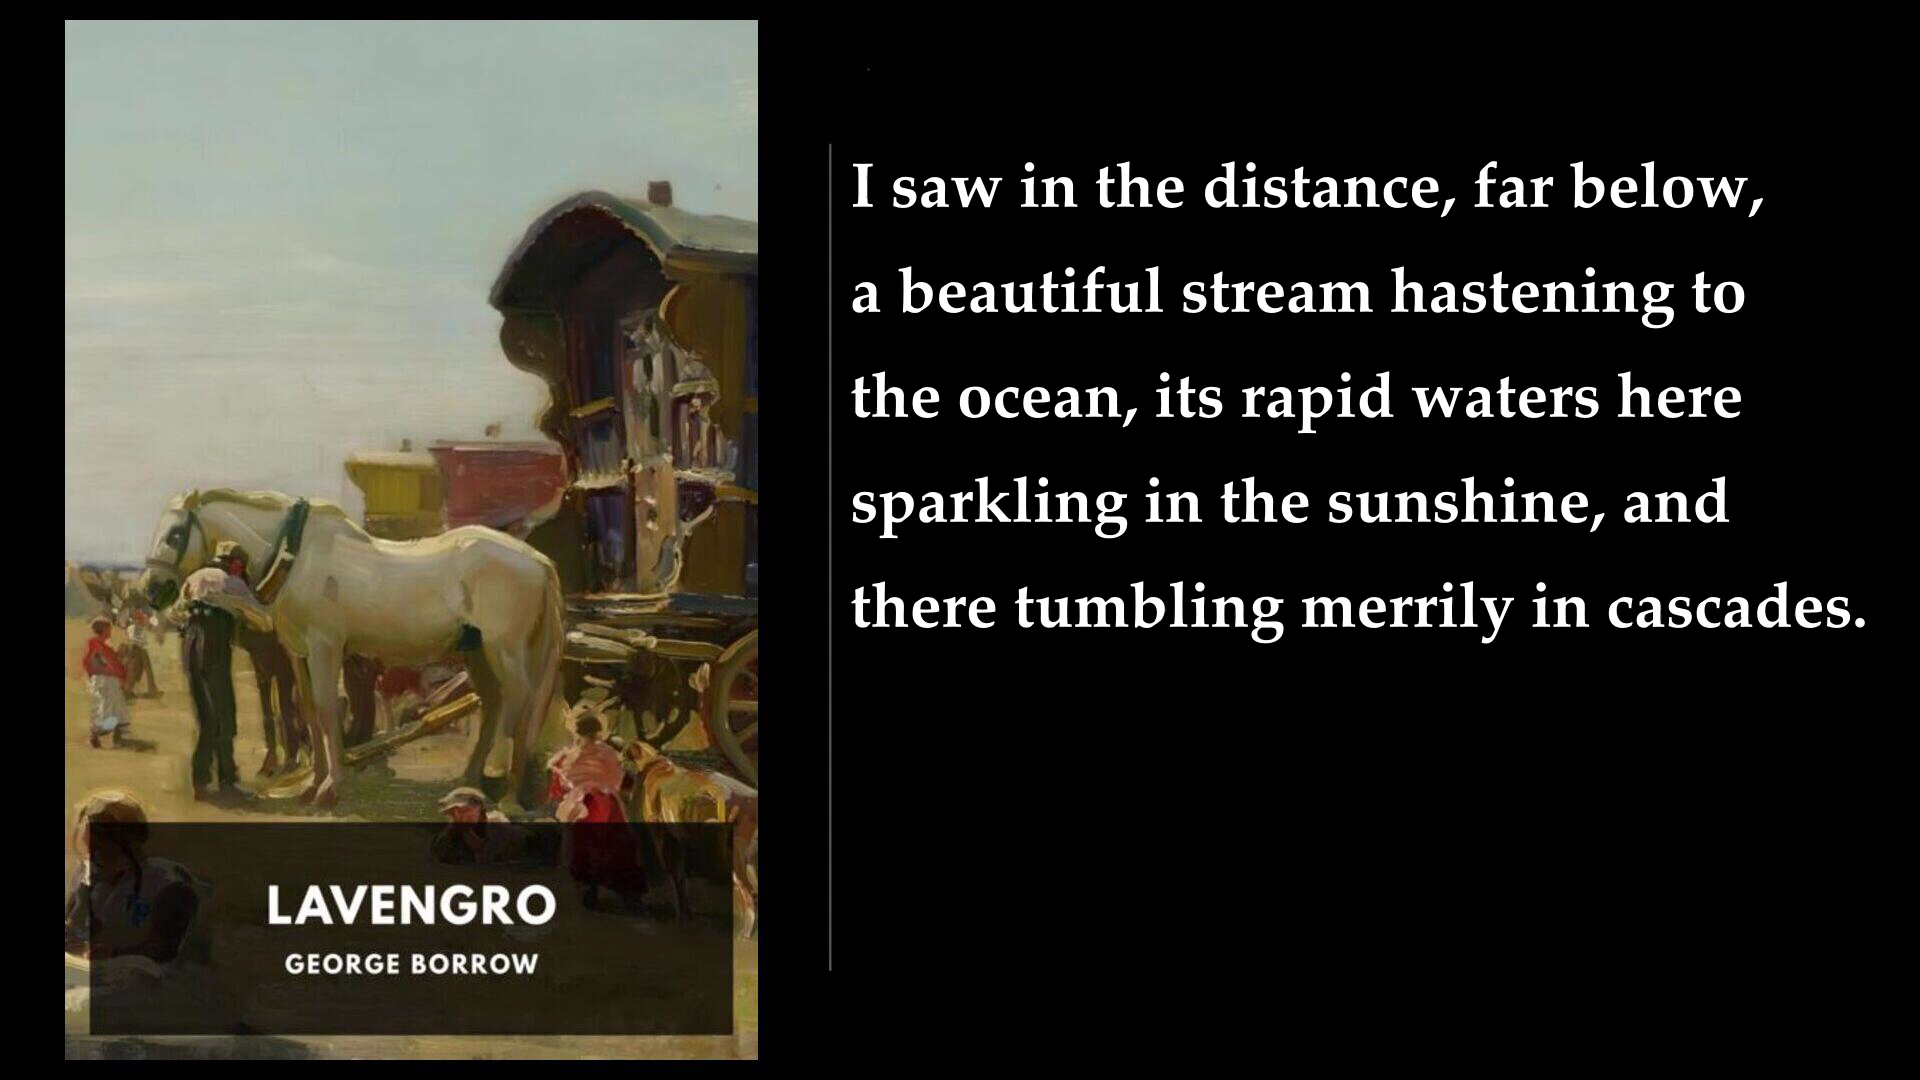 I saw in the distance, far below,
a beautiful stream hastening to
the ocean, its rapid waters here
sparkling in the sunshine, and
there tumbling merrily in cascades.
LAVENGRO
GEORGE BORROW